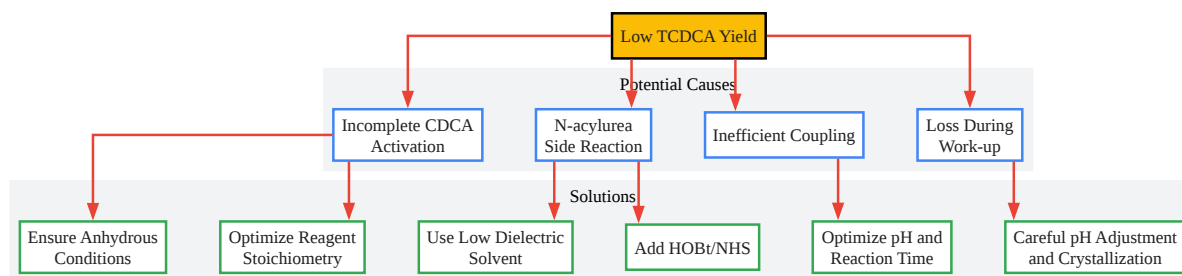 Low TCDCA Yield
Potential Causes
Incomplete CDCA
Activation
N-acylurea
Side Reaction
Inefficient Coupling
Loss During
Work-up
Solutions
Ensure Anhydrous
Conditions
Optimize Reagent
Stoichiometry
Use Low Dielectric
Solvent
Add HOBt/NHS
Optimize pH and
Reaction Time
Careful pH Adjustment
and Crystallization